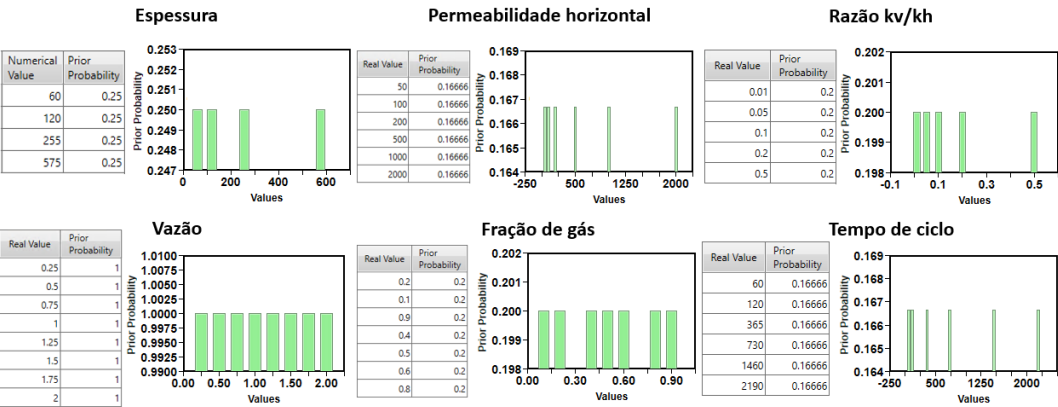 Espessura
Numerical Value Prior Probability
60 0.25
120 0.25
255 0.25
575 0.25
Prior Probability
0.253
0.252
0.251
0.250
0.249
0.248
0.247
0 200 400 600
Values
Permeabilidade horizontal
Real Value Prior Probability
50 0.16666
100 0.16666
200 0.16666
500 0.16666
1000 0.16666
2000 0.16666
Prior Probability
0.169
0.168
0.167
0.166
0.165
0.164
-250 500 1250 2000
Values
Razão kv/kh
Real Value Prior Probability
0.01 0.2
0.05 0.2
0.1 0.2
0.2 0.2
0.5 0.2
Prior Probability
0.202
0.201
0.200
0.199
0.198
-0.1 0.1 0.3 0.5
Values
Vazão
Real Value Prior Probability
0.25 1
0.5 1
0.75 1
1 1
1.25 1
1.5 1
1.75 1
2 1
Prior Probability
1.0100
1.0075
1.0050
1.0025
1.0000
0.9975
0.9950
0.9925
0.9900
0.00 0.50 1.00 1.50 2.00
Values
Fração de gás
Real Value Prior Probability
0.2 0.2
0.1 0.2
0.9 0.2
0.4 0.2
0.5 0.2
0.6 0.2
0.8 0.2
Prior Probability
0.202
0.201
0.200
0.199
0.198
0.00 0.30 0.60 0.90
Values
Tempo de ciclo
Real Value Prior Probability
60 0.16666
120 0.16666
365 0.16666
730 0.16666
1460 0.16666
2190 0.16666
Prior Probability
0.169
0.168
0.167
0.166
0.165
0.164
-250 500 1250 2000
Values